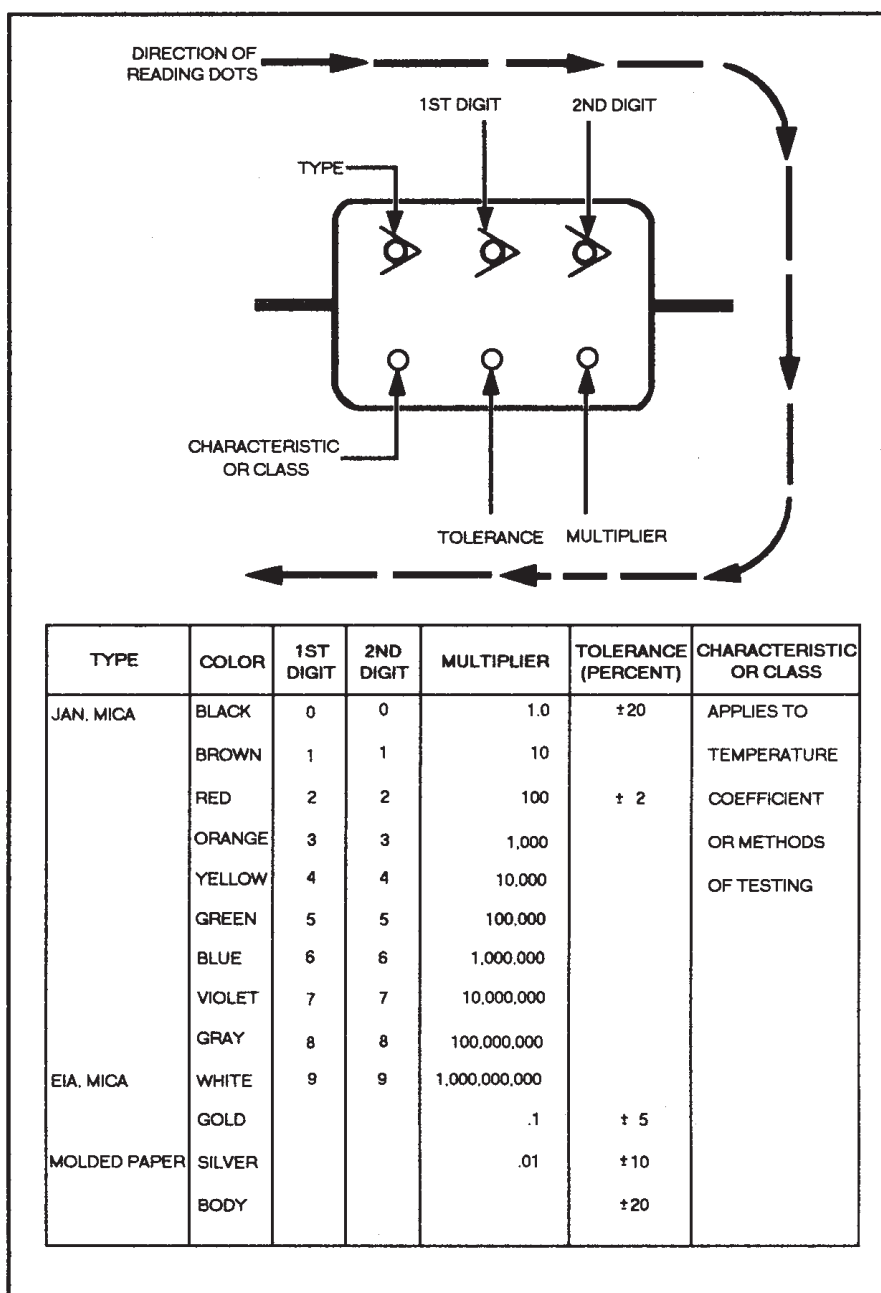 DIRECTION OF
READING DOTS
1ST DIGIT
2ND DIGIT
TYPE
CHARACTERISTIC
OR CLASS
TOLERANCE
MULTIPLIER
TYPE COLOR 1ST DIGIT 2ND DIGIT MULTIPLIER TOLERANCE (PERCENT) CHARACTERISTIC OR CLASS
JAN, MICA BLACK 0 0 1.0 ±20 APPLIES TO
BROWN 1 1 10 TEMPERATURE
RED 2 2 100 ± 2 COEFFICIENT
ORANGE 3 3 1,000 OR METHODS
YELLOW 4 4 10,000 OF TESTING
GREEN 5 5 100,000
BLUE 6 6 1,000,000
VIOLET 7 7 10,000,000
GRAY 8 8 100,000,000
EIA, MICA WHITE 9 9 1,000,000,000
GOLD .1 ± 5
MOLDED PAPER SILVER .01 ±10
BODY ±20